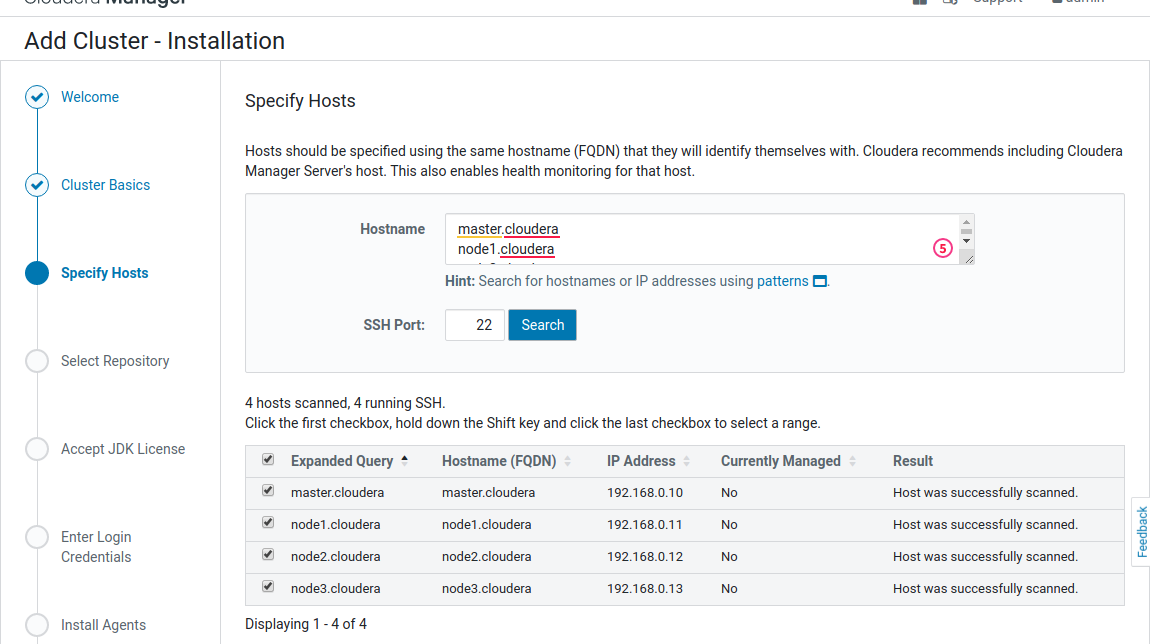 Cloudera Manager
Support admin
Add Cluster - Installation
Welcome
Cluster Basics
Specify Hosts
Select Repository
Accept JDK License
Enter Login
Credentials
Install Agents
Specify Hosts
Hosts should be specified using the same hostname (FQDN) that they will identify themselves with. Cloudera recommends including Cloudera
Manager Server's host. This also enables health monitoring for that host.
Hostname
master.cloudera
node1.cloudera
5
Hint: Search for hostnames or IP addresses using patterns .
SSH Port: 22 Search
4 hosts scanned, 4 running SSH.
Click the first checkbox, hold down the Shift key and click the last checkbox to select a range.
Expanded Query Hostname (FQDN) IP Address Currently Managed Result
master.cloudera master.cloudera 192.168.0.10 No Host was successfully scanned.
node1.cloudera node1.cloudera 192.168.0.11 No Host was successfully scanned.
node2.cloudera node2.cloudera 192.168.0.12 No Host was successfully scanned.
node3.cloudera node3.cloudera 192.168.0.13 No Host was successfully scanned.
Displaying 1 - 4 of 4
Feedback